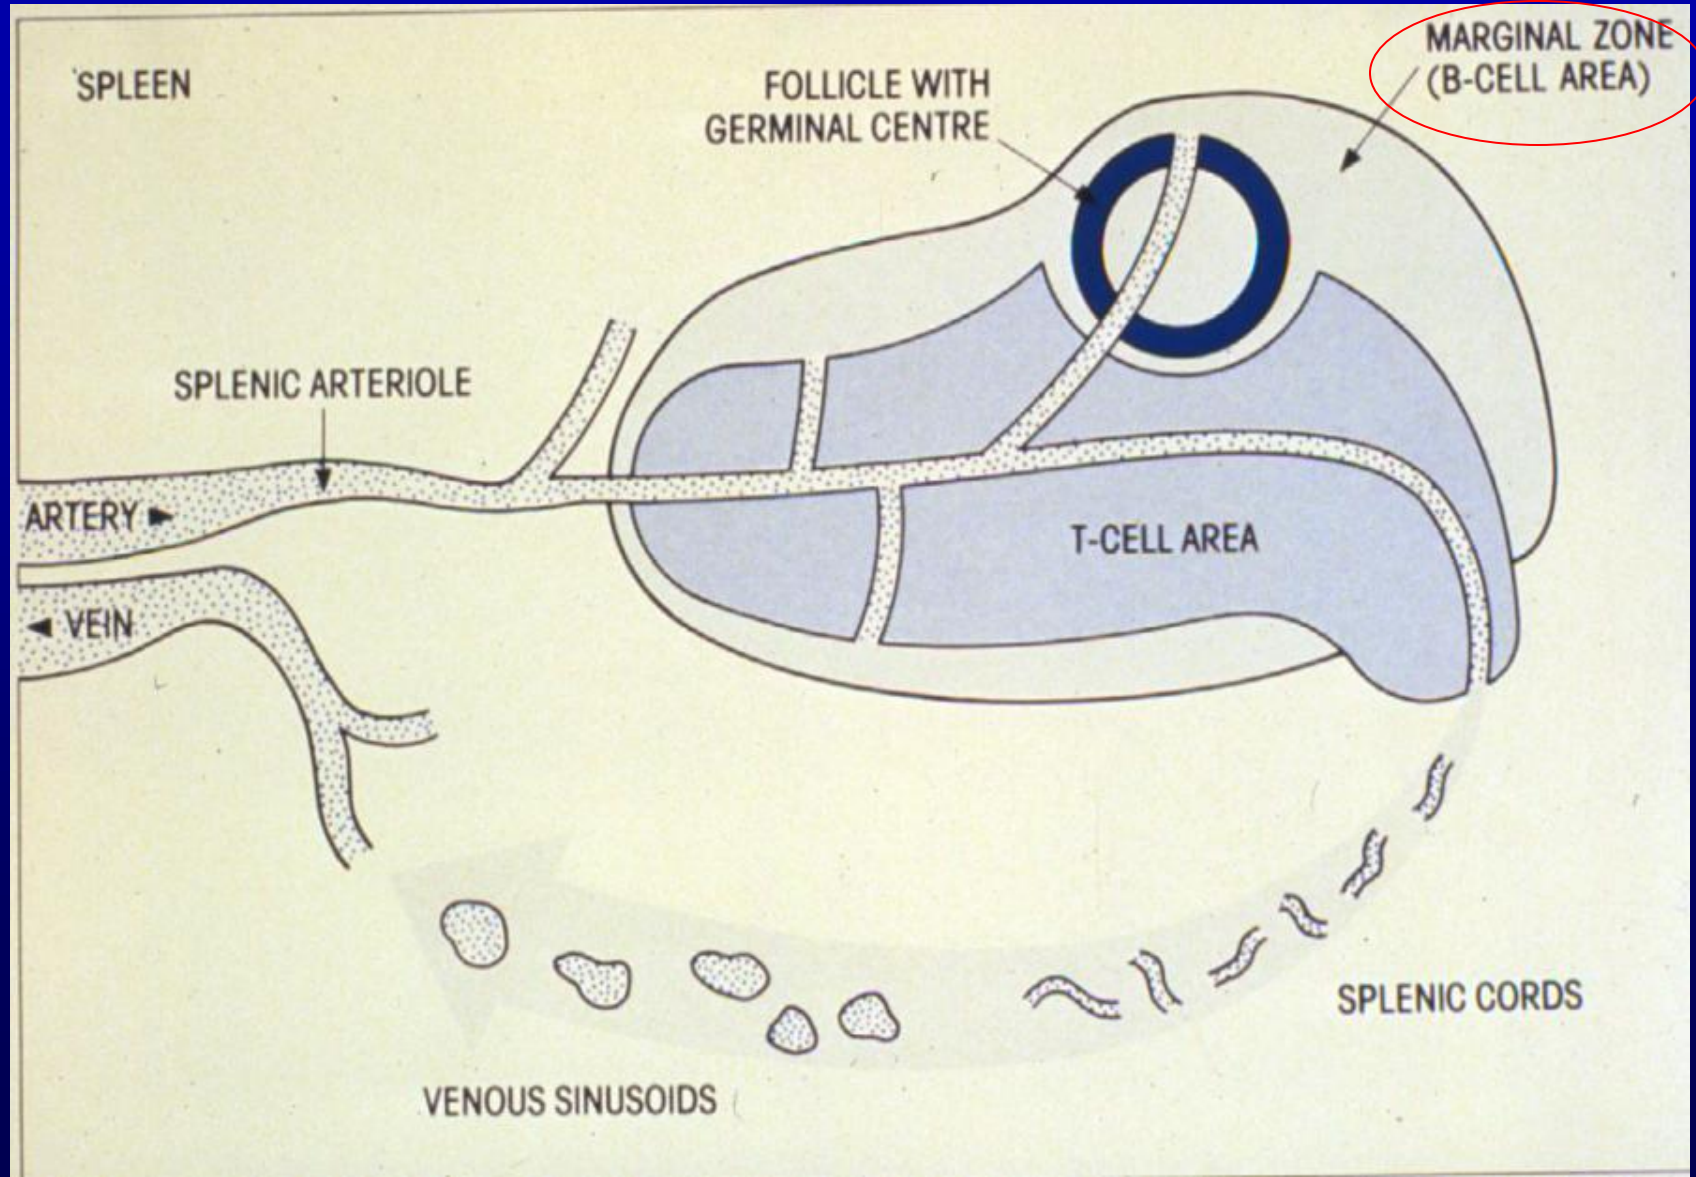 SPLEEN
FOLLICLE WITH
GERMINAL CENTRE
MARGINAL ZONE
(B-CELL AREA)
SPLENIC ARTERIOLE
ARTERY
T-CELL AREA
VEIN
SPLENIC CORDS
VENOUS SINUSOIDS